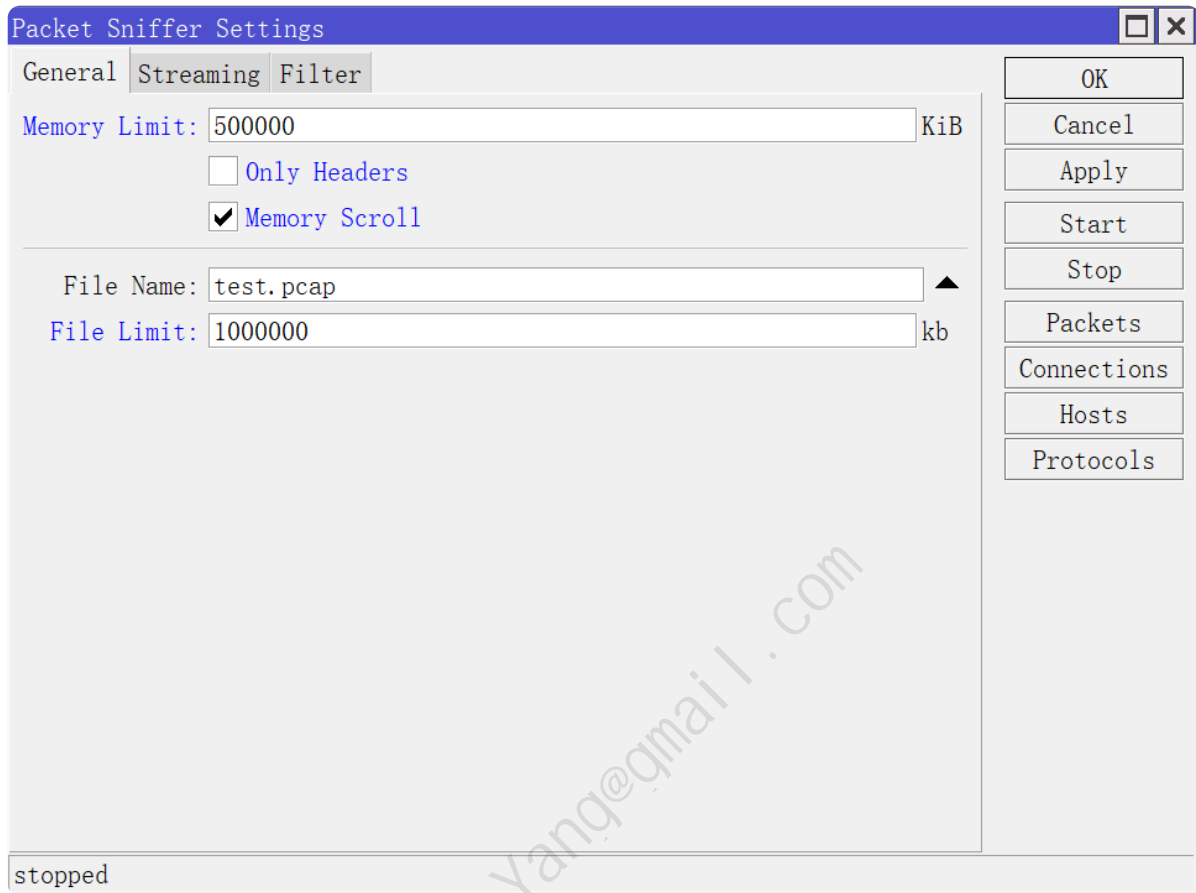 Packet Sniffer Settings
General Streaming Filter
Memory Limit: 500000 KiB
Only Headers
Memory Scroll
File Name: test.pcap
File Limit: 1000000 kb
OK
Cancel
Apply
Start
Stop
Packets
Connections
Hosts
Protocols
Yang@gmail.com
stopped